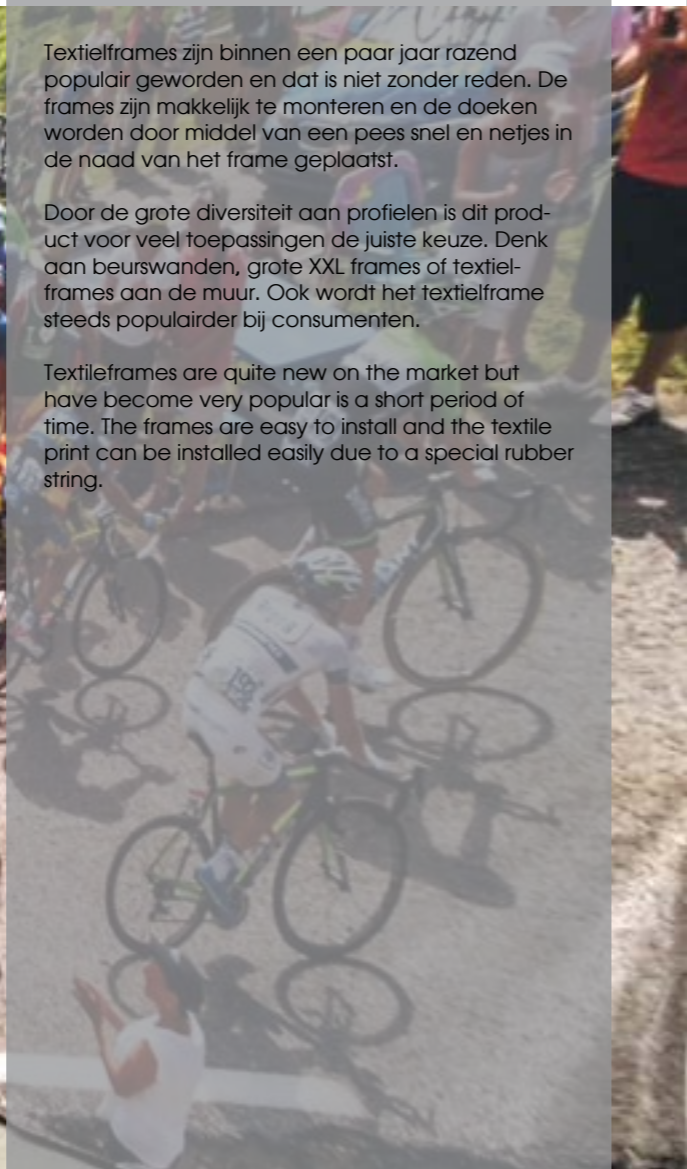 Textielframes zijn binnen een paar jaar razend
populair geworden en dat is niet zonder reden. De
frames zijn makkelijk te monteren en de doeken
worden door middel van een pees snel en netjes in
de naad van het frame geplaatst.
Door de grote diversiteit aan profielen is dit prod-
uct voor veel toepassingen de juiste keuze. Denk
aan beurswanden, grote XXL frames of textiel-
frames aan de muur. Ook wordt het textielframe
steeds populairder bij consumenten.
Textileframes are quite new on the market but
have become very popular is a short period of
time. The frames are easy to install and the textile
print can be installed easily due to a special rubber
string.